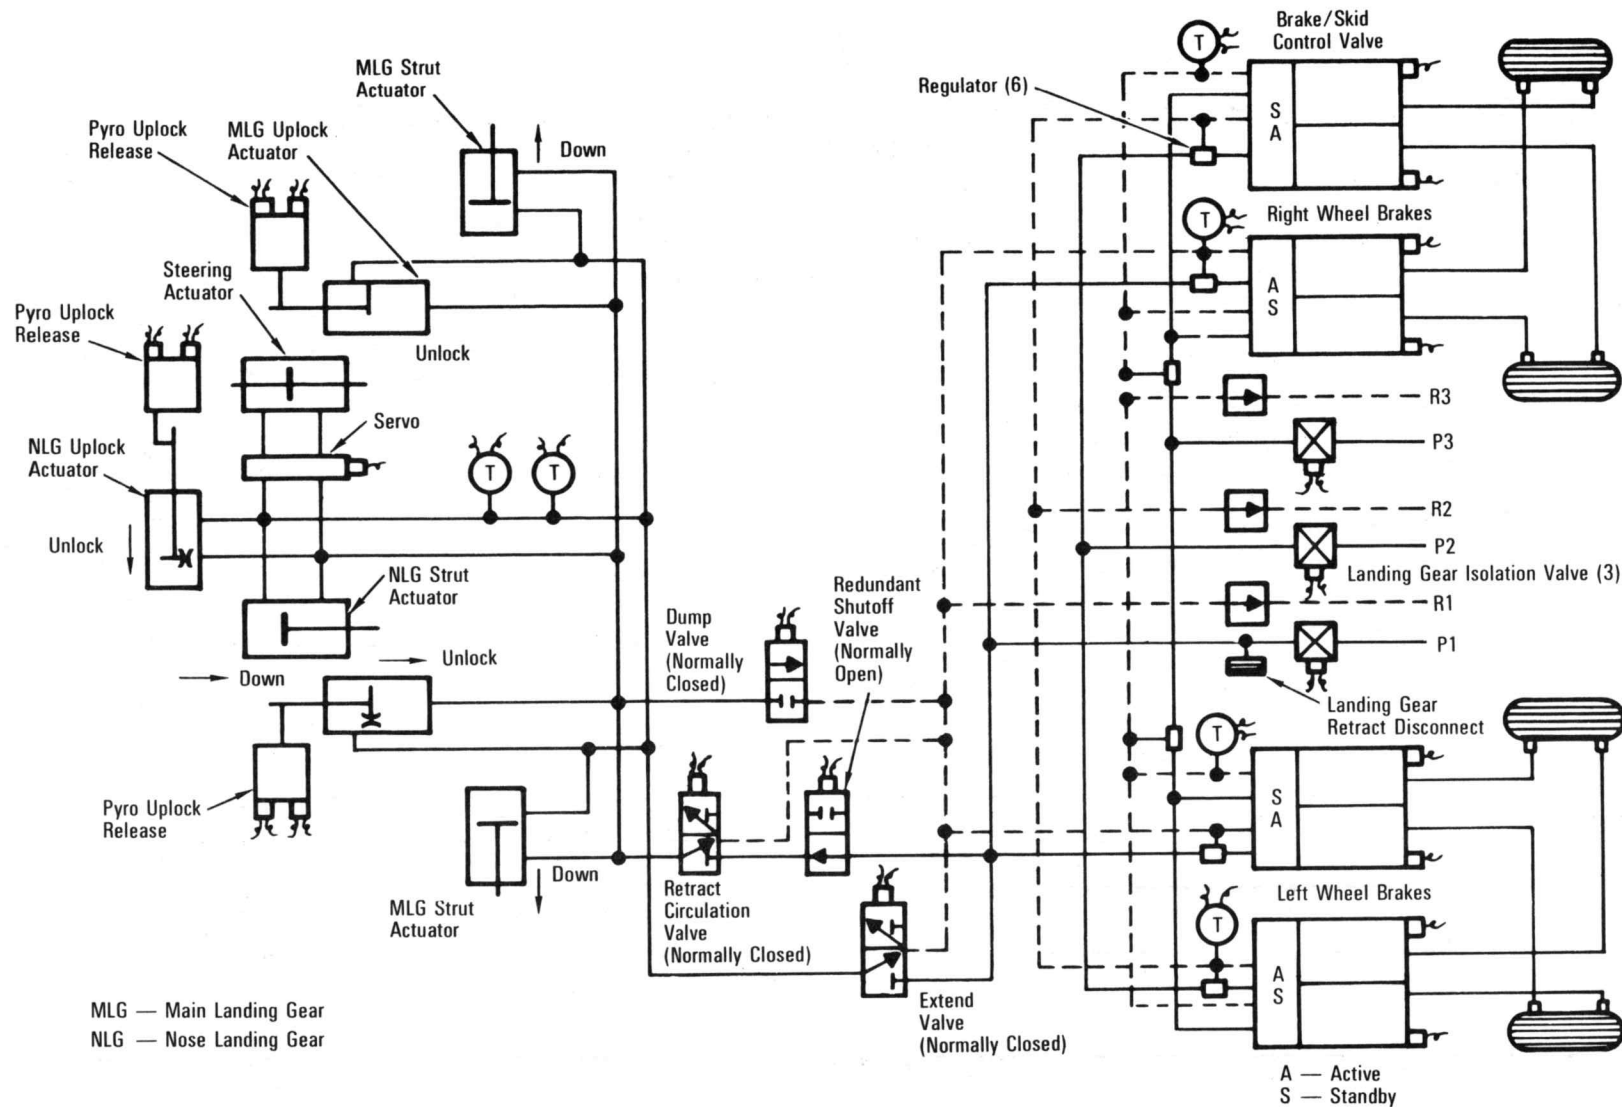 MLG Strut
Actuator
Pyro Uplock
Release
MLG Uplock
Actuator
Down
Steering
Actuator
Pyro Uplock
Release
Unlock
Servo
NLG Uplock
Actuator
T
T
Unlock
NLG Strut
Actuator
Unlock
Down
Pyro Uplock
Release
Dump
Valve
(Normally
Closed)
Redundant
Shutoff
Valve
(Normally
Open)
MLG Strut
Actuator
Down
Retract
Circulation
Valve
(Normally Closed)
Extend
Valve
(Normally Closed)
MLG — Main Landing Gear
NLG — Nose Landing Gear
T
Brake/Skid
Control Valve
Regulator (6)
S
A
T
Right Wheel Brakes
A
S
R3
P3
R2
P2
Landing Gear Isolation Valve (3)
R1
P1
Landing Gear
Retract Disconnect
T
S
A
Left Wheel Brakes
T
A
S
A — Active
S — Standby